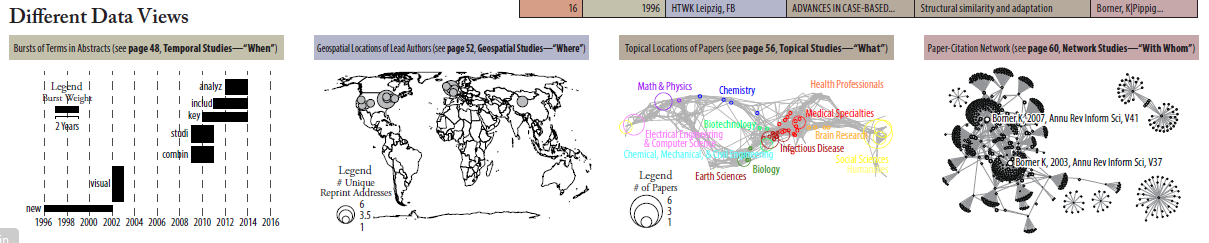 Different Data Views
16 1996 HTWK Leipzig, FB ADVANCES IN CASE-BASED... Structural similarity and adaptation Borner, K|Pippig...
Bursts of Terms in Abstracts (see page 48, Temporal Studies—“When”)
Legend
Burst Weight
2 Years
analyz
includ
key
studi
combin
visual
new
1996 1998 2000 2002 2004 2006 2008 2010 2012 2014 2016
Geospatial Locations of Lead Authors (see page 52, Geospatial Studies—“Where”)
Legend
# Unique
Reprint Addresses
6
3.5
1
Topical Locations of Papers (see page 56, Topical Studies—“What”)
Math & Physics
Chemistry
Health Professionals
Biotechnology
Medical Specialties
Electrical Engineering
& Computer Science
Brain Research
Chemical, Mechanical, & Civil Engineering
Infectious Disease
Social Sciences
Humanities
Earth Sciences
Biology
Legend
# of Papers
6
3
1
Paper-Citation Network (see page 60, Network Studies—“With Whom”)
Borner K, 2007, Annu Rev Inform Sci, V41
Borner K, 2003, Annu Rev Inform Sci, V37
in